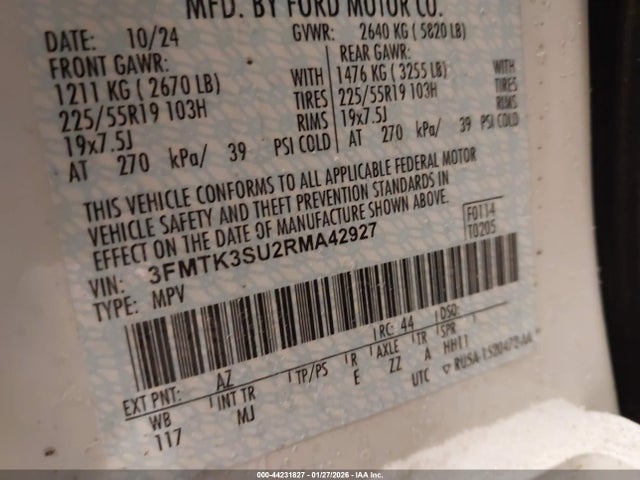 MFD. BY FORD MOTOR CO.
DATE: 10/24 GVWR: 2640 KG ( 5820 LB)
FRONT GAWR: REAR GAWR:
1211 KG ( 2670 LB) WITH 1476 KG ( 3255 LB) WITH
225/55R19 103H TIRES 225/55R19 103H TIRES
19x7.5J RIMS 19x7.5J RIMS
AT 270 kPa/ 39 PSI COLD AT 270 kPa/ 39 PSI COLD
THIS VEHICLE CONFORMS TO ALL APPLICABLE FEDERAL MOTOR
VEHICLE SAFETY AND THEFT PREVENTION STANDARDS IN
EFFECT ON THE DATE OF MANUFACTURE SHOWN ABOVE.
VIN: 3FMTK3SU2RMA42927 F0114
TYPE: MPV T0205
EXT PNT: AZ RC: 44 DSO:
WB INT TR TP/PS R AXLE TR SPR
117 MJ E ZZ A HH11
UTC
000-44231827 01/27/2026 - IAA Inc.